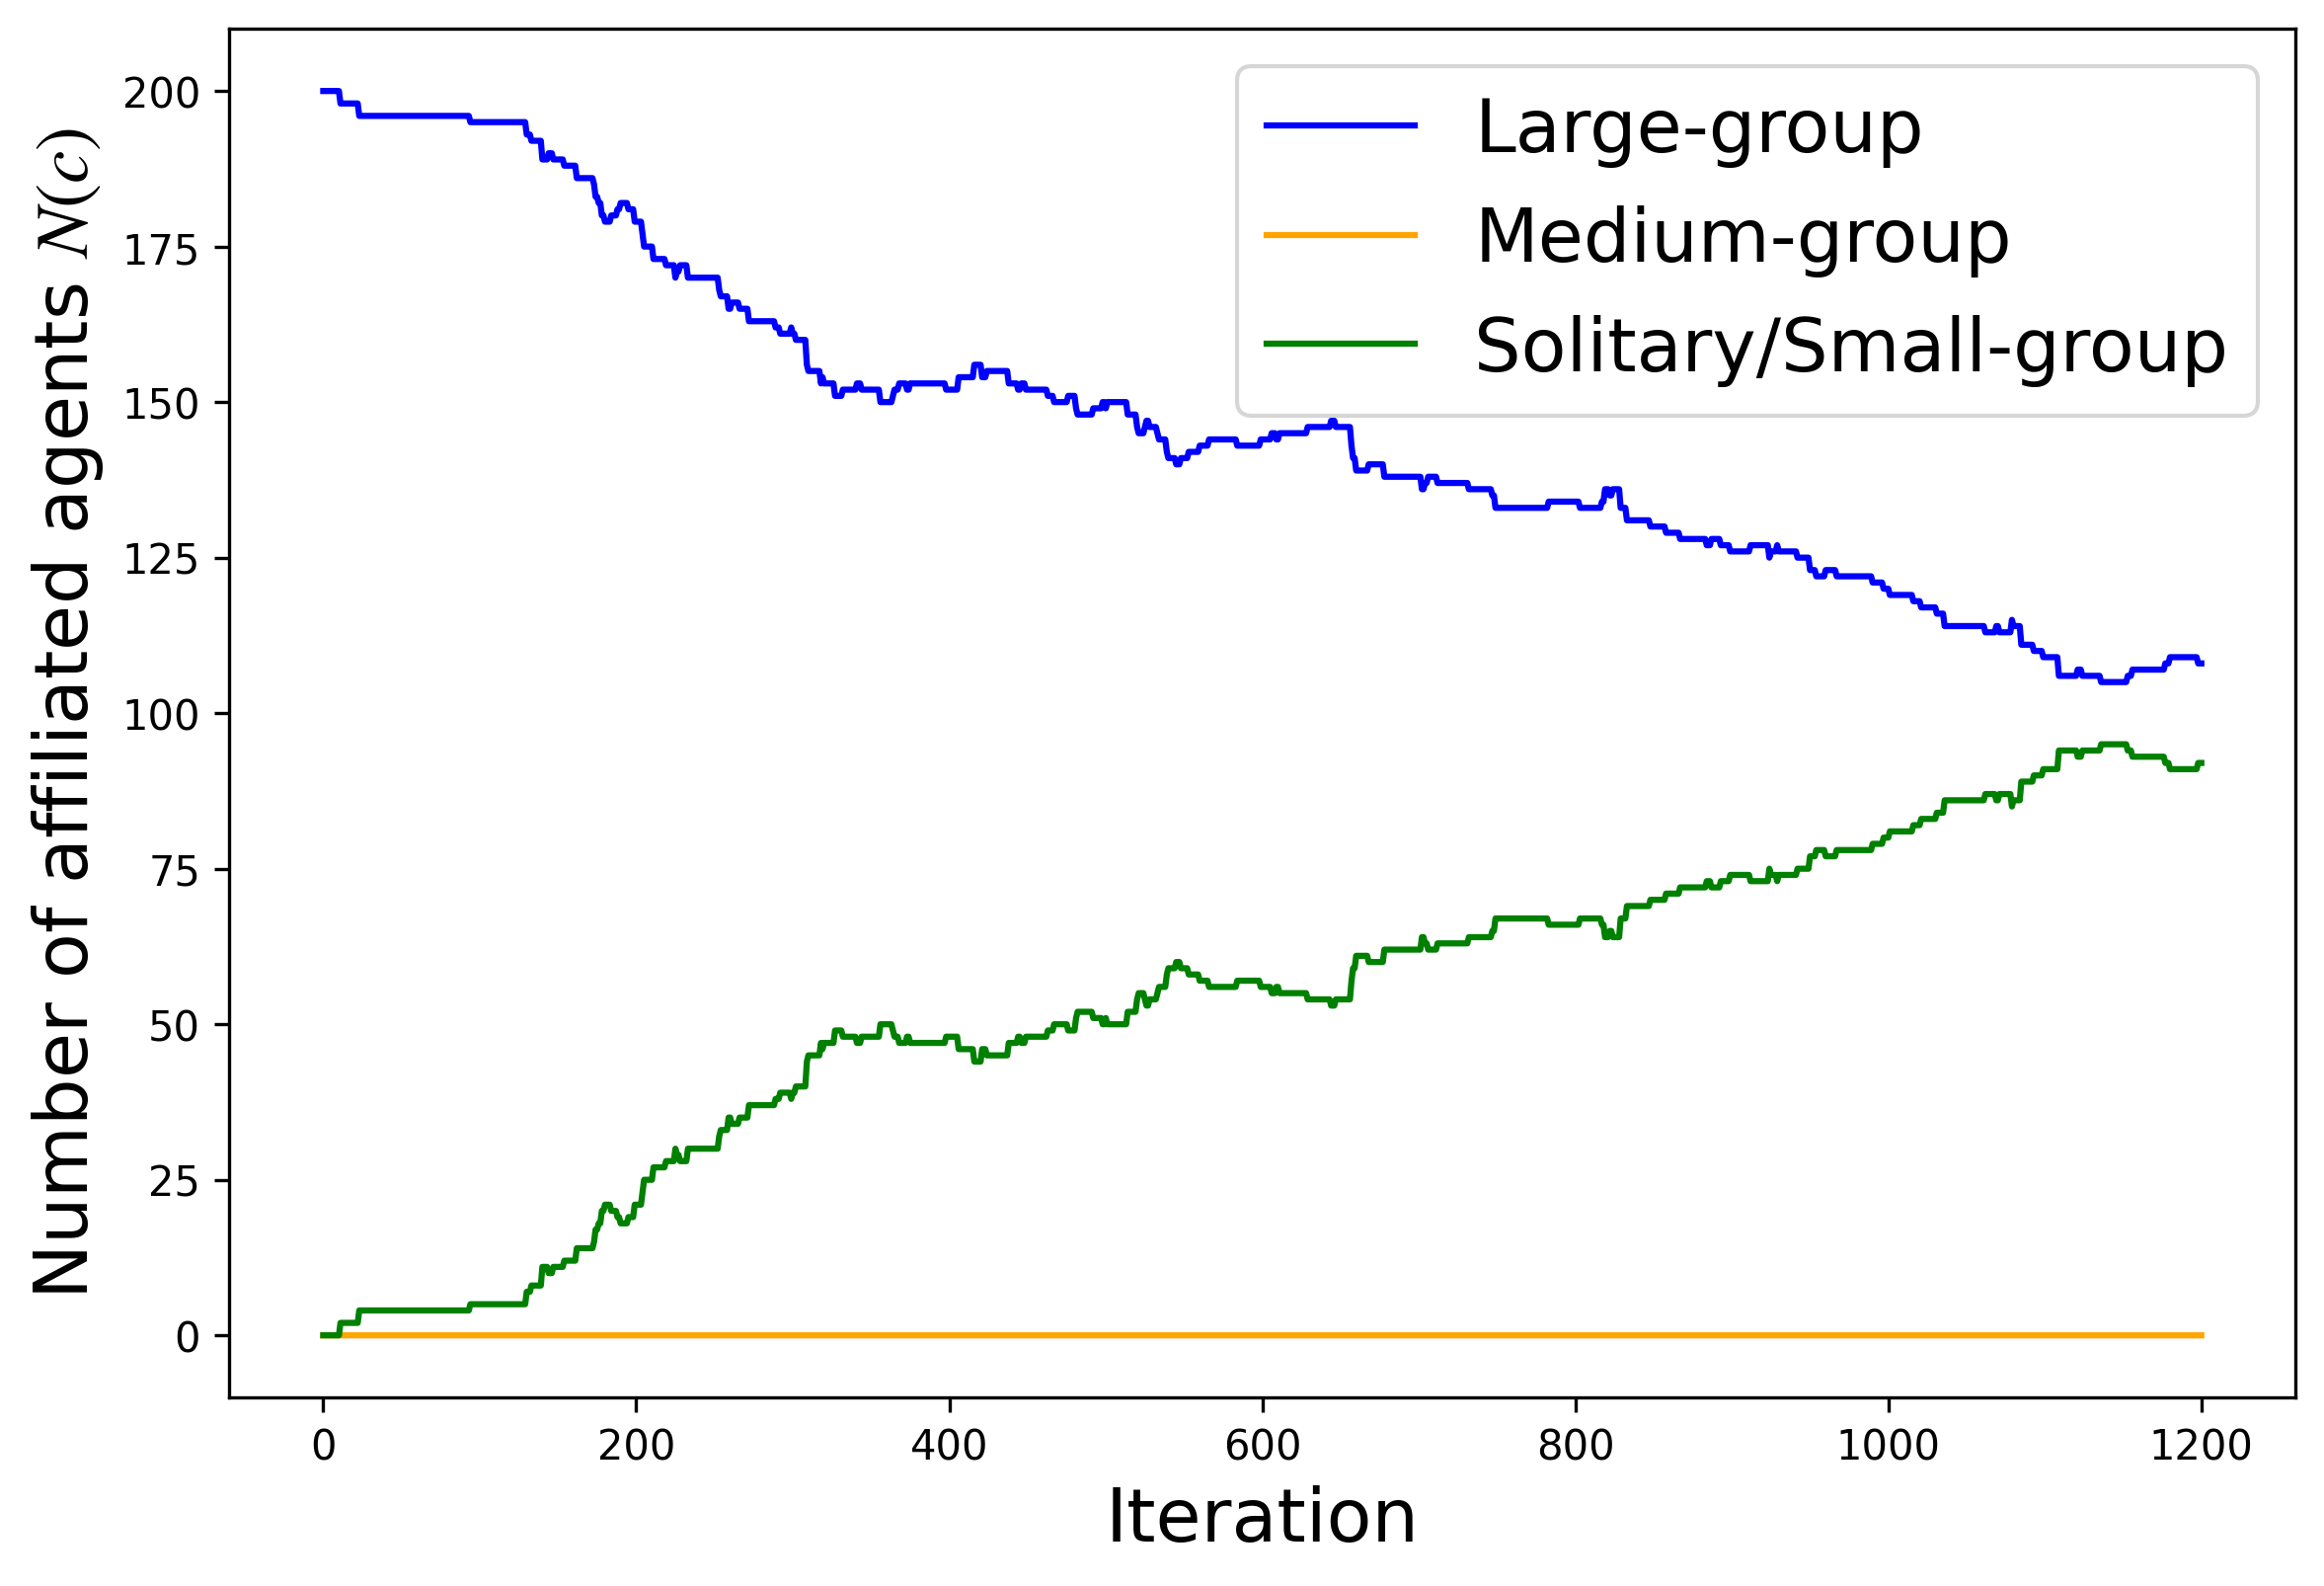 Number of affiliated agents N(c)
200
175
150
125
100
75
50
25
0
Large-group
Medium-group
Solitary/Small-group
0 200 400 600 800 1000 1200
Iteration